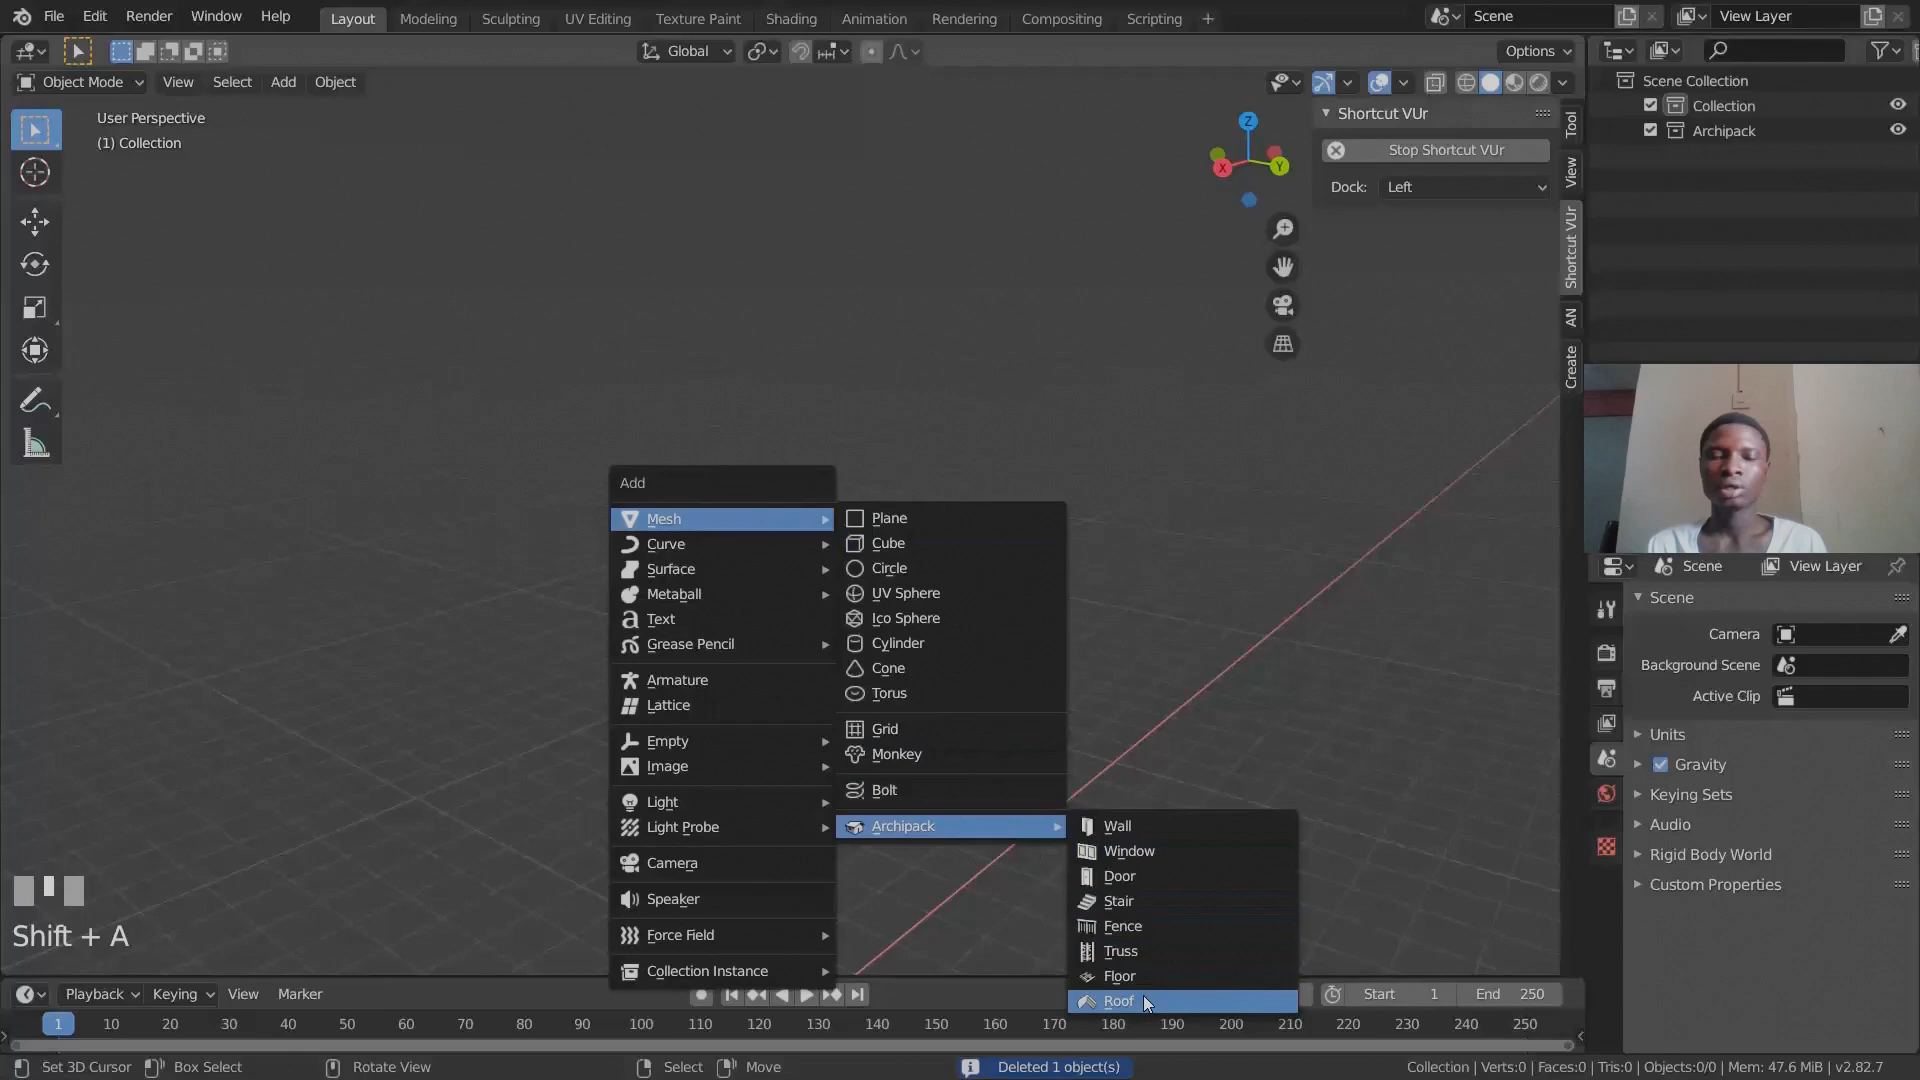 File Edit Render Window Help
Layout Modeling Sculpting UV Editing Texture Paint Shading Animation Rendering Compositing Scripting +
Scene
View Layer
Global
Options
Object Mode View Select Add Object
User Perspective
(1) Collection
Z
X
Y
Shortcut VUr
Stop Shortcut VUr
Dock: Left
Tool
View
Shortcut VUr
AN
Create
Scene Collection
Collection
Archipack
Add
Mesh
Curve
Surface
Metaball
Text
Grease Pencil
Armature
Lattice
Empty
Image
Light
Light Probe
Camera
Speaker
Force Field
Collection Instance
Plane
Cube
Circle
UV Sphere
Ico Sphere
Cylinder
Cone
Torus
Grid
Monkey
Bolt
Archipack
Wall
Window
Door
Stair
Fence
Truss
Floor
Roof
Shift + A
Scene View Layer
Scene
Camera
Background Scene
Active Clip
Units
Gravity
Keying Sets
Audio
Rigid Body World
Custom Properties
Playback Keying View Marker
Start 1 End 250
1 10 20 30 40 50 60 70 80 90 100 110 120 130 140 150 160 170 180 190 200 210 220 230 240 250
Set 3D Cursor Box Select Rotate View Select Move
Deleted 1 object(s)
Collection | Verts:0 | Faces:0 | Tris:0 | Objects:0/0 | Mem: 47.6 MiB | v2.82.7